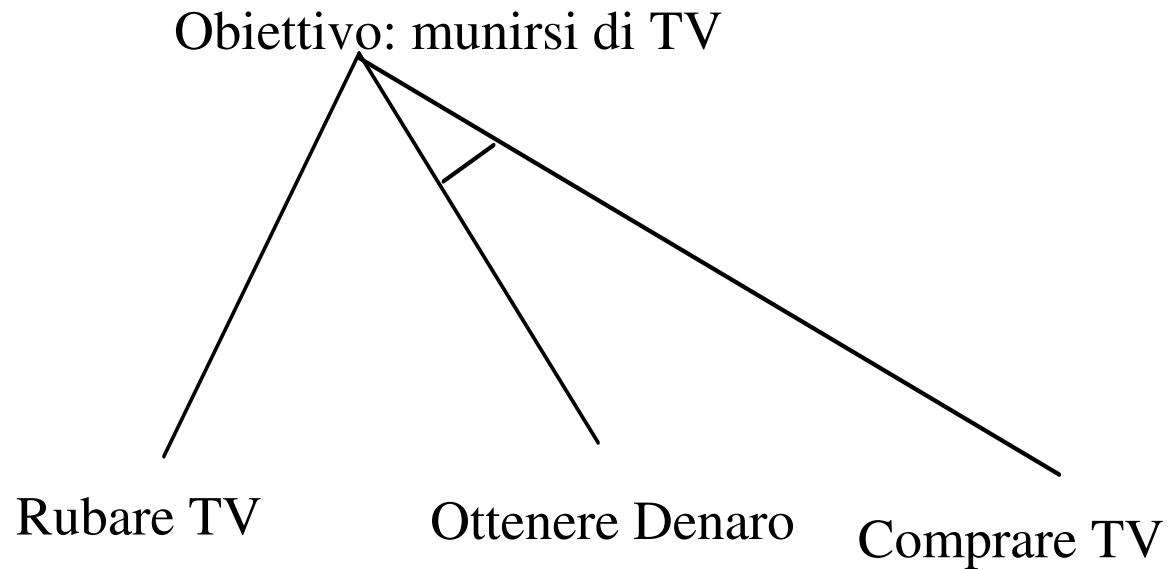 Obiettivo: munirsi di TV
Rubare TV
Ottenere Denaro
Comprare TV